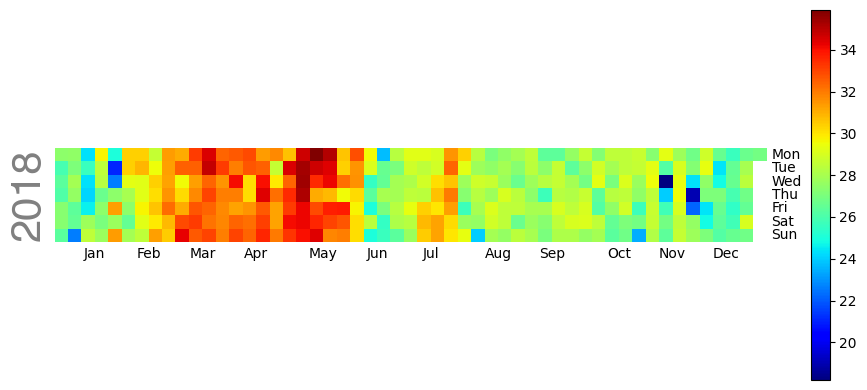 2018
Mon
Tue
Wed
Thu
Fri
Sat
Sun
Jan Feb Mar Apr May Jun Jul Aug Sep Oct Nov Dec
34
32
30
28
26
24
22
20